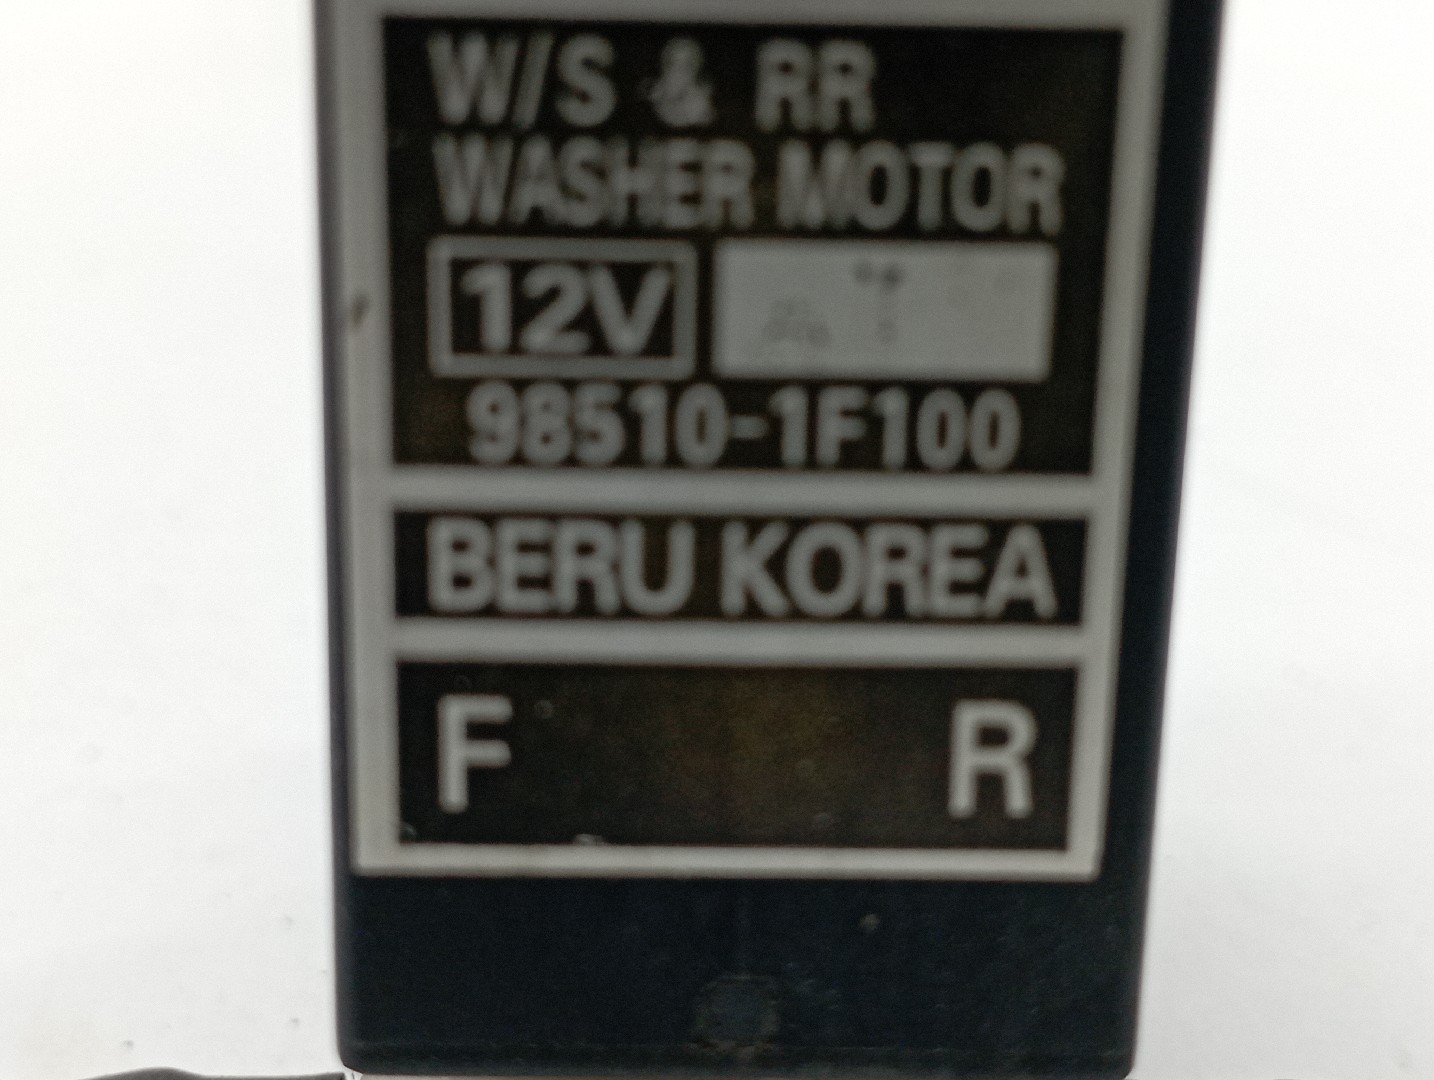 W/S & RR
WASHER MOTOR
12V
98510-1F100
BERU KOREA
F R